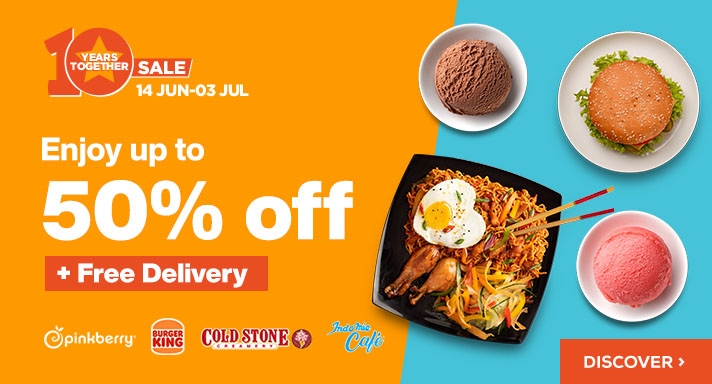 10
YEARS
TOGETHER
SALE
14 JUN-03 JUL
Enjoy up to
50% off
+ Free Delivery
pinkberry
BURGER
KING
COLD STONE
CREAMERY
IndoMie
Café
DISCOVER >